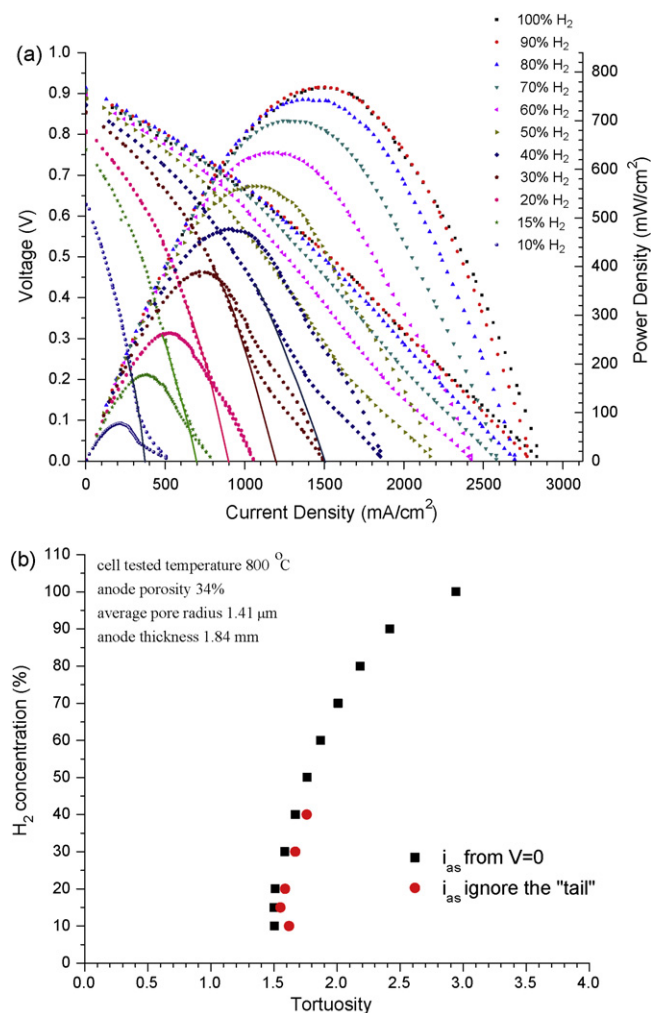 (a)
100% H2
90% H2
80% H2
70% H2
60% H2
50% H2
40% H2
30% H2
20% H2
15% H2
10% H2
1.0
0.9
0.8
0.7
0.6
0.5
0.4
0.3
0.2
0.1
0.0
Voltage (V)
800
700
600
500
400
300
200
100
0
Power Density (mW/cm²)
0 500 1000 1500 2000 2500 3000
Current Density (mA/cm²)
(b)
cell tested temperature 800 °C
anode porosity 34%
average pore radius 1.41 μm
anode thickness 1.84 mm
110
100
90
80
70
60
50
40
30
20
10
0
H2 concentration (%)
ias from V=0
ias ignore the "tail"
0.0 0.5 1.0 1.5 2.0 2.5 3.0 3.5 4.0
Tortuosity